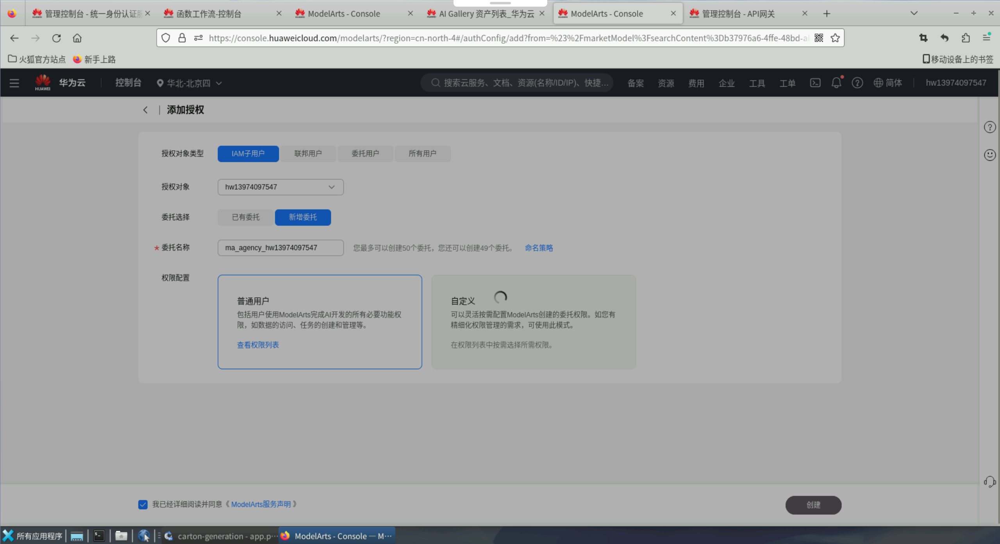 管理控制台 - 统一身份认证服
函数工作流-控制台
ModelArts - Console
AI Gallery 资产列表_华为云
ModelArts - Console
管理控制台 - API网关
https://console.huaweicloud.com/modelarts/?region=cn-north-4#/authConfig/add?from=%23%2FmarketModel%3FsearchContent%3Db37976a6-4ffe-48bd-a
火狐官方站点
新手上路
移动设备上的书签
HUAWEI
华为云
控制台
华北-北京四
搜索云服务、文档、资源(名称/ID/IP)、快捷...
备案
资源
费用
企业
工具
工单
简体
hw13974097547
添加授权
授权对象类型
IAM子用户
联邦用户
委托用户
所有用户
授权对象
hw13974097547
委托选择
已有委托
新增委托
* 委托名称
ma_agency_hw13974097547
您最多可以创建50个委托，您还可以创建49个委托。
命名策略
权限配置
普通用户
包括用户使用ModelArts完成AI开发的所有必要功能权
限，如数据的访问、任务的创建和管理等。
查看权限列表
自定义
可以灵活按需配置ModelArts创建的委托权限。如您有
精细化权限管理的需求，可使用此模式。
在权限列表中按需选择所需权限。
我已经详细阅读并同意《 ModelArts服务声明 》
创建
所有应用程序
carton-generation - app.p···
ModelArts - Console — M···